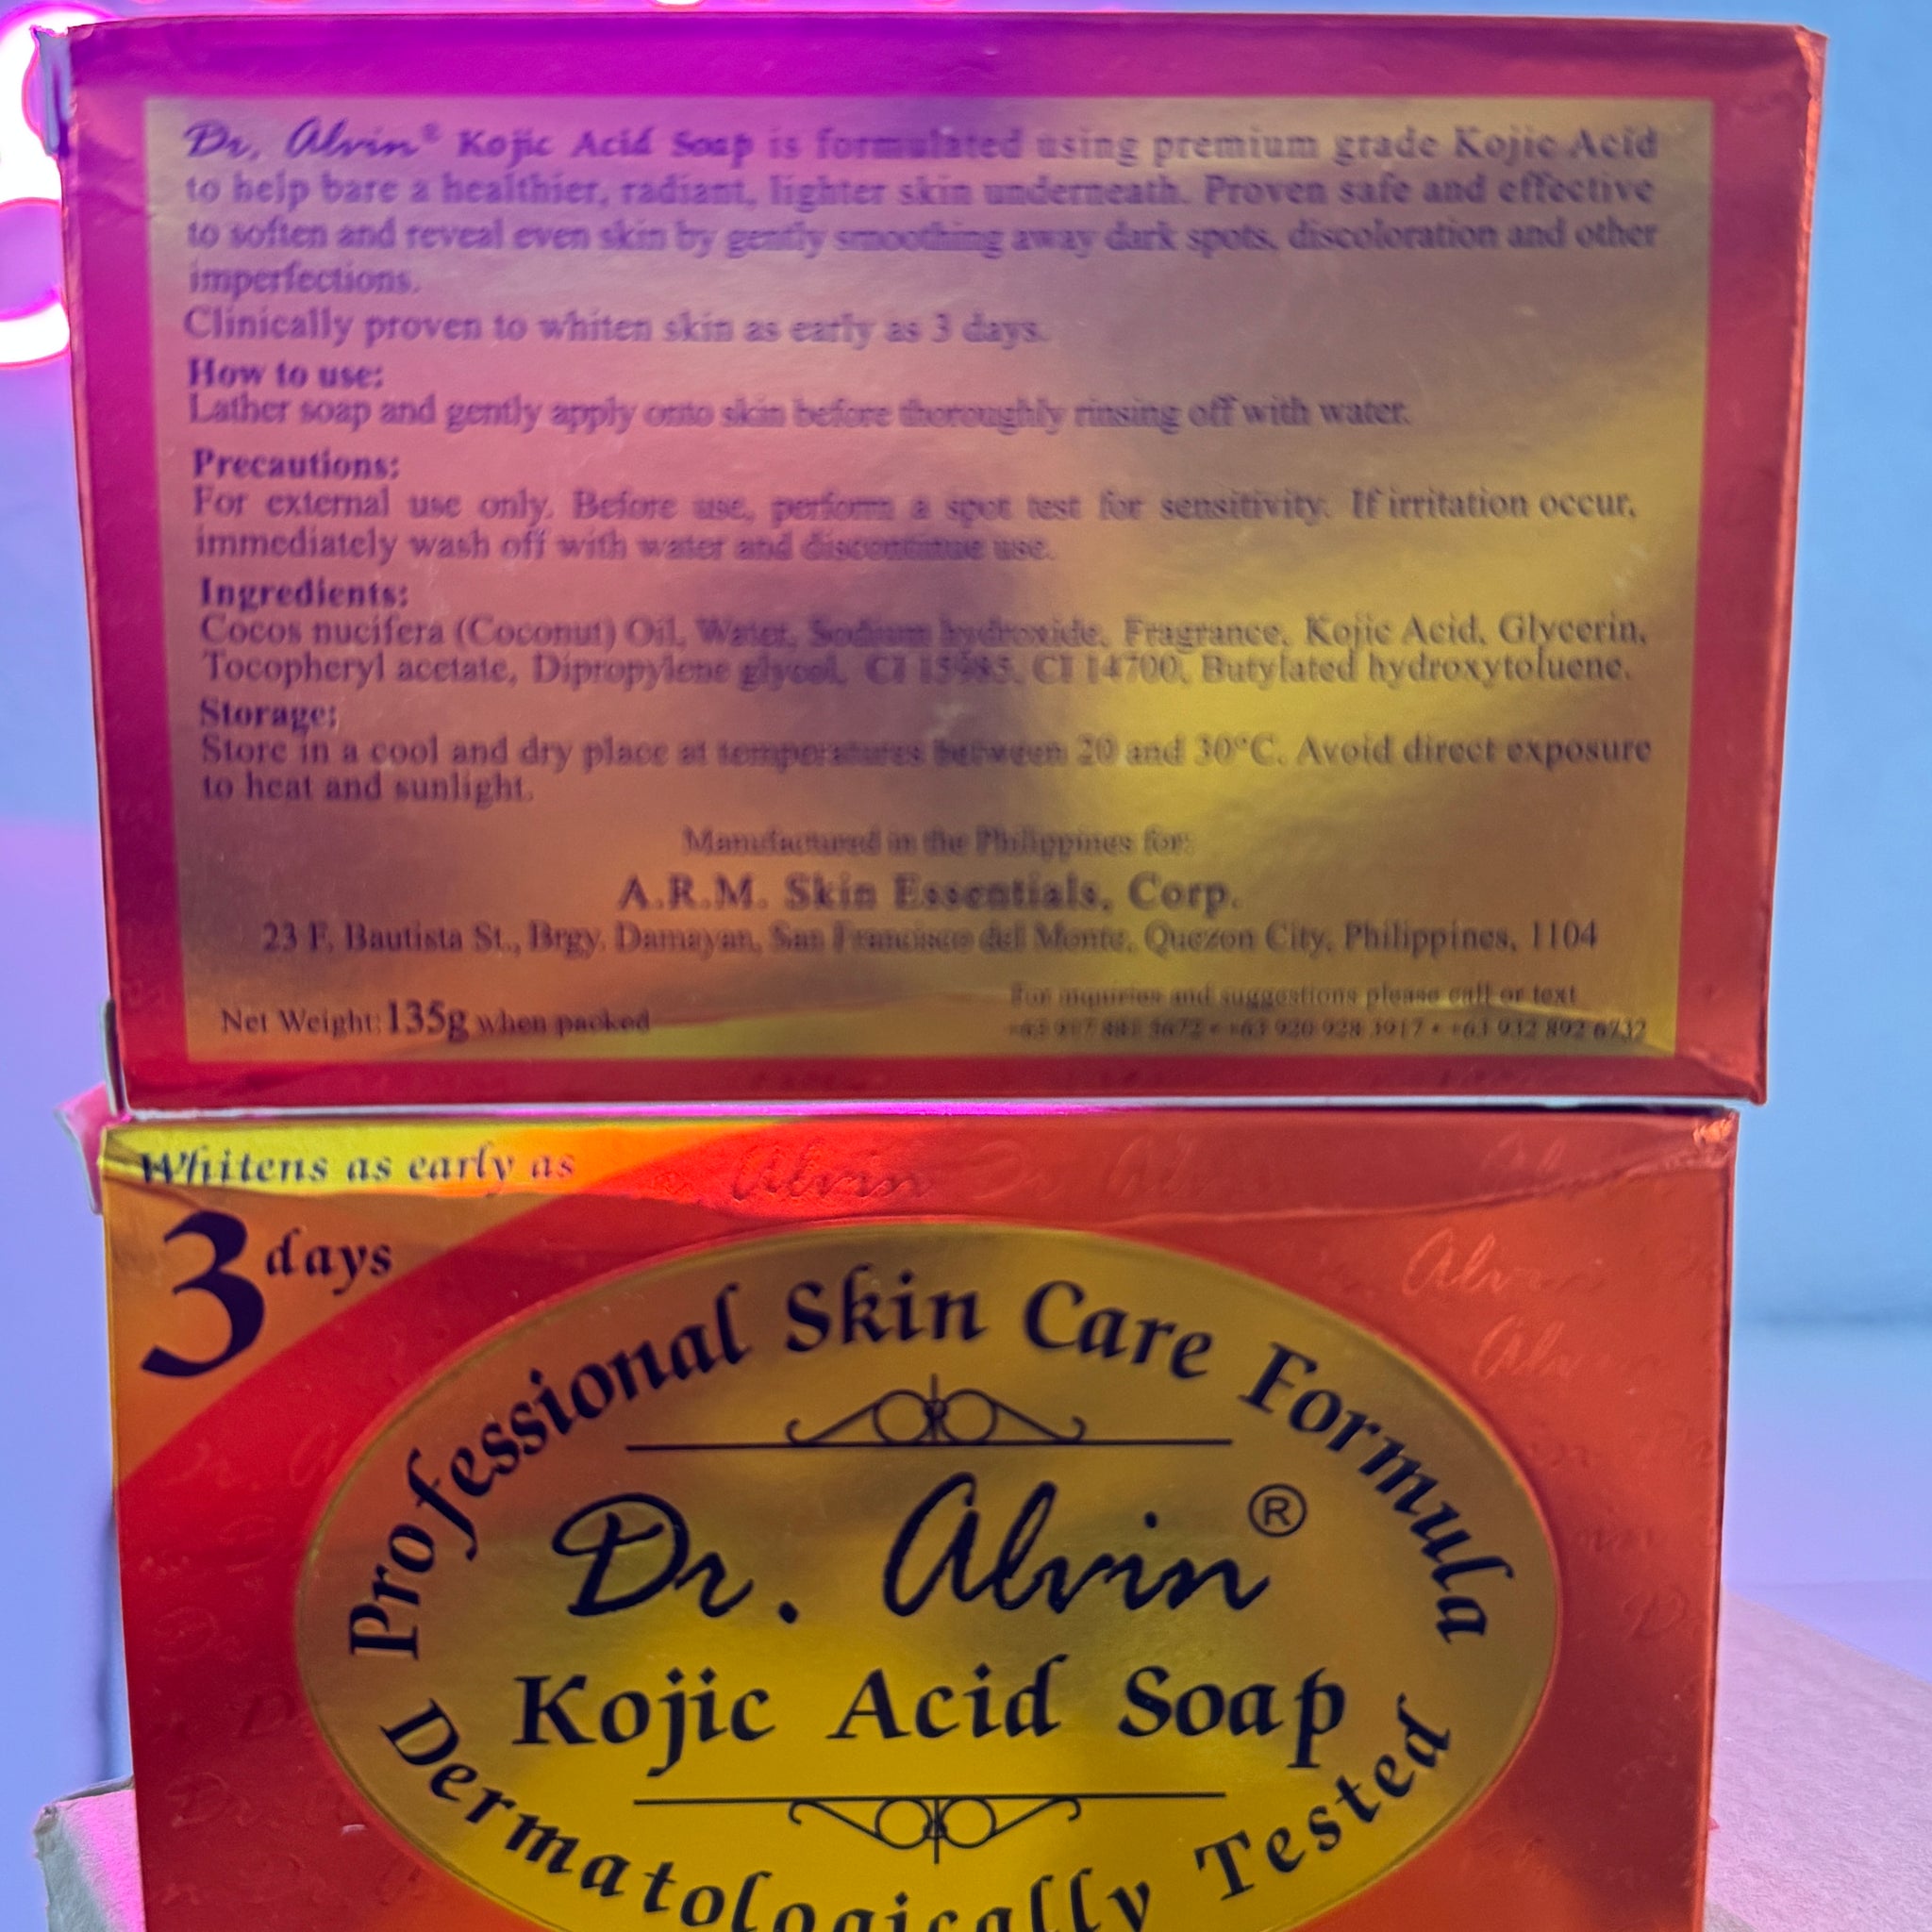 Dr. Alvin® Kojic Acid Soap is formulated using premium grade Kojic Acid
to help bare a healthier, radiant, lighter skin underneath. Proven safe and effective
to soften and reveal even skin by gently smoothing away dark spots, discoloration and other
imperfections.
Clinically proven to whiten skin as early as 3 days.
How to use:
Lather soap and gently apply onto skin before thoroughly rinsing off with water.
Precautions:
For external use only. Before use, perform a spot test for sensitivity. If irritation occur,
immediately wash off with water and discontinue use.
Ingredients:
Cocos nucifera (Coconut) Oil, Water, Sodium hydroxide, Fragrance, Kojic Acid, Glycerin,
Tocopheryl acetate, Dipropylene glycol, CI 15985, CI 14700, Butylated hydroxytoluene.
Storage:
Store in a cool and dry place at temperatures between 20 and 30°C. Avoid direct exposure
to heat and sunlight.
Manufactured in the Philippines for:
A.R.M. Skin Essentials, Corp.
23 F. Bautista St., Brgy. Damayan, San Francisco del Monte, Quezon City, Philippines, 1104
Net Weight: 135g when packed
For inquiries and suggestions please call or text
+63 920 928 3917 • +63 932 892 6732
Whitens as early as
3 days
Professional Skin Care Formula
Dr. Alvin®
Kojic Acid Soap
Dermatologically Tested